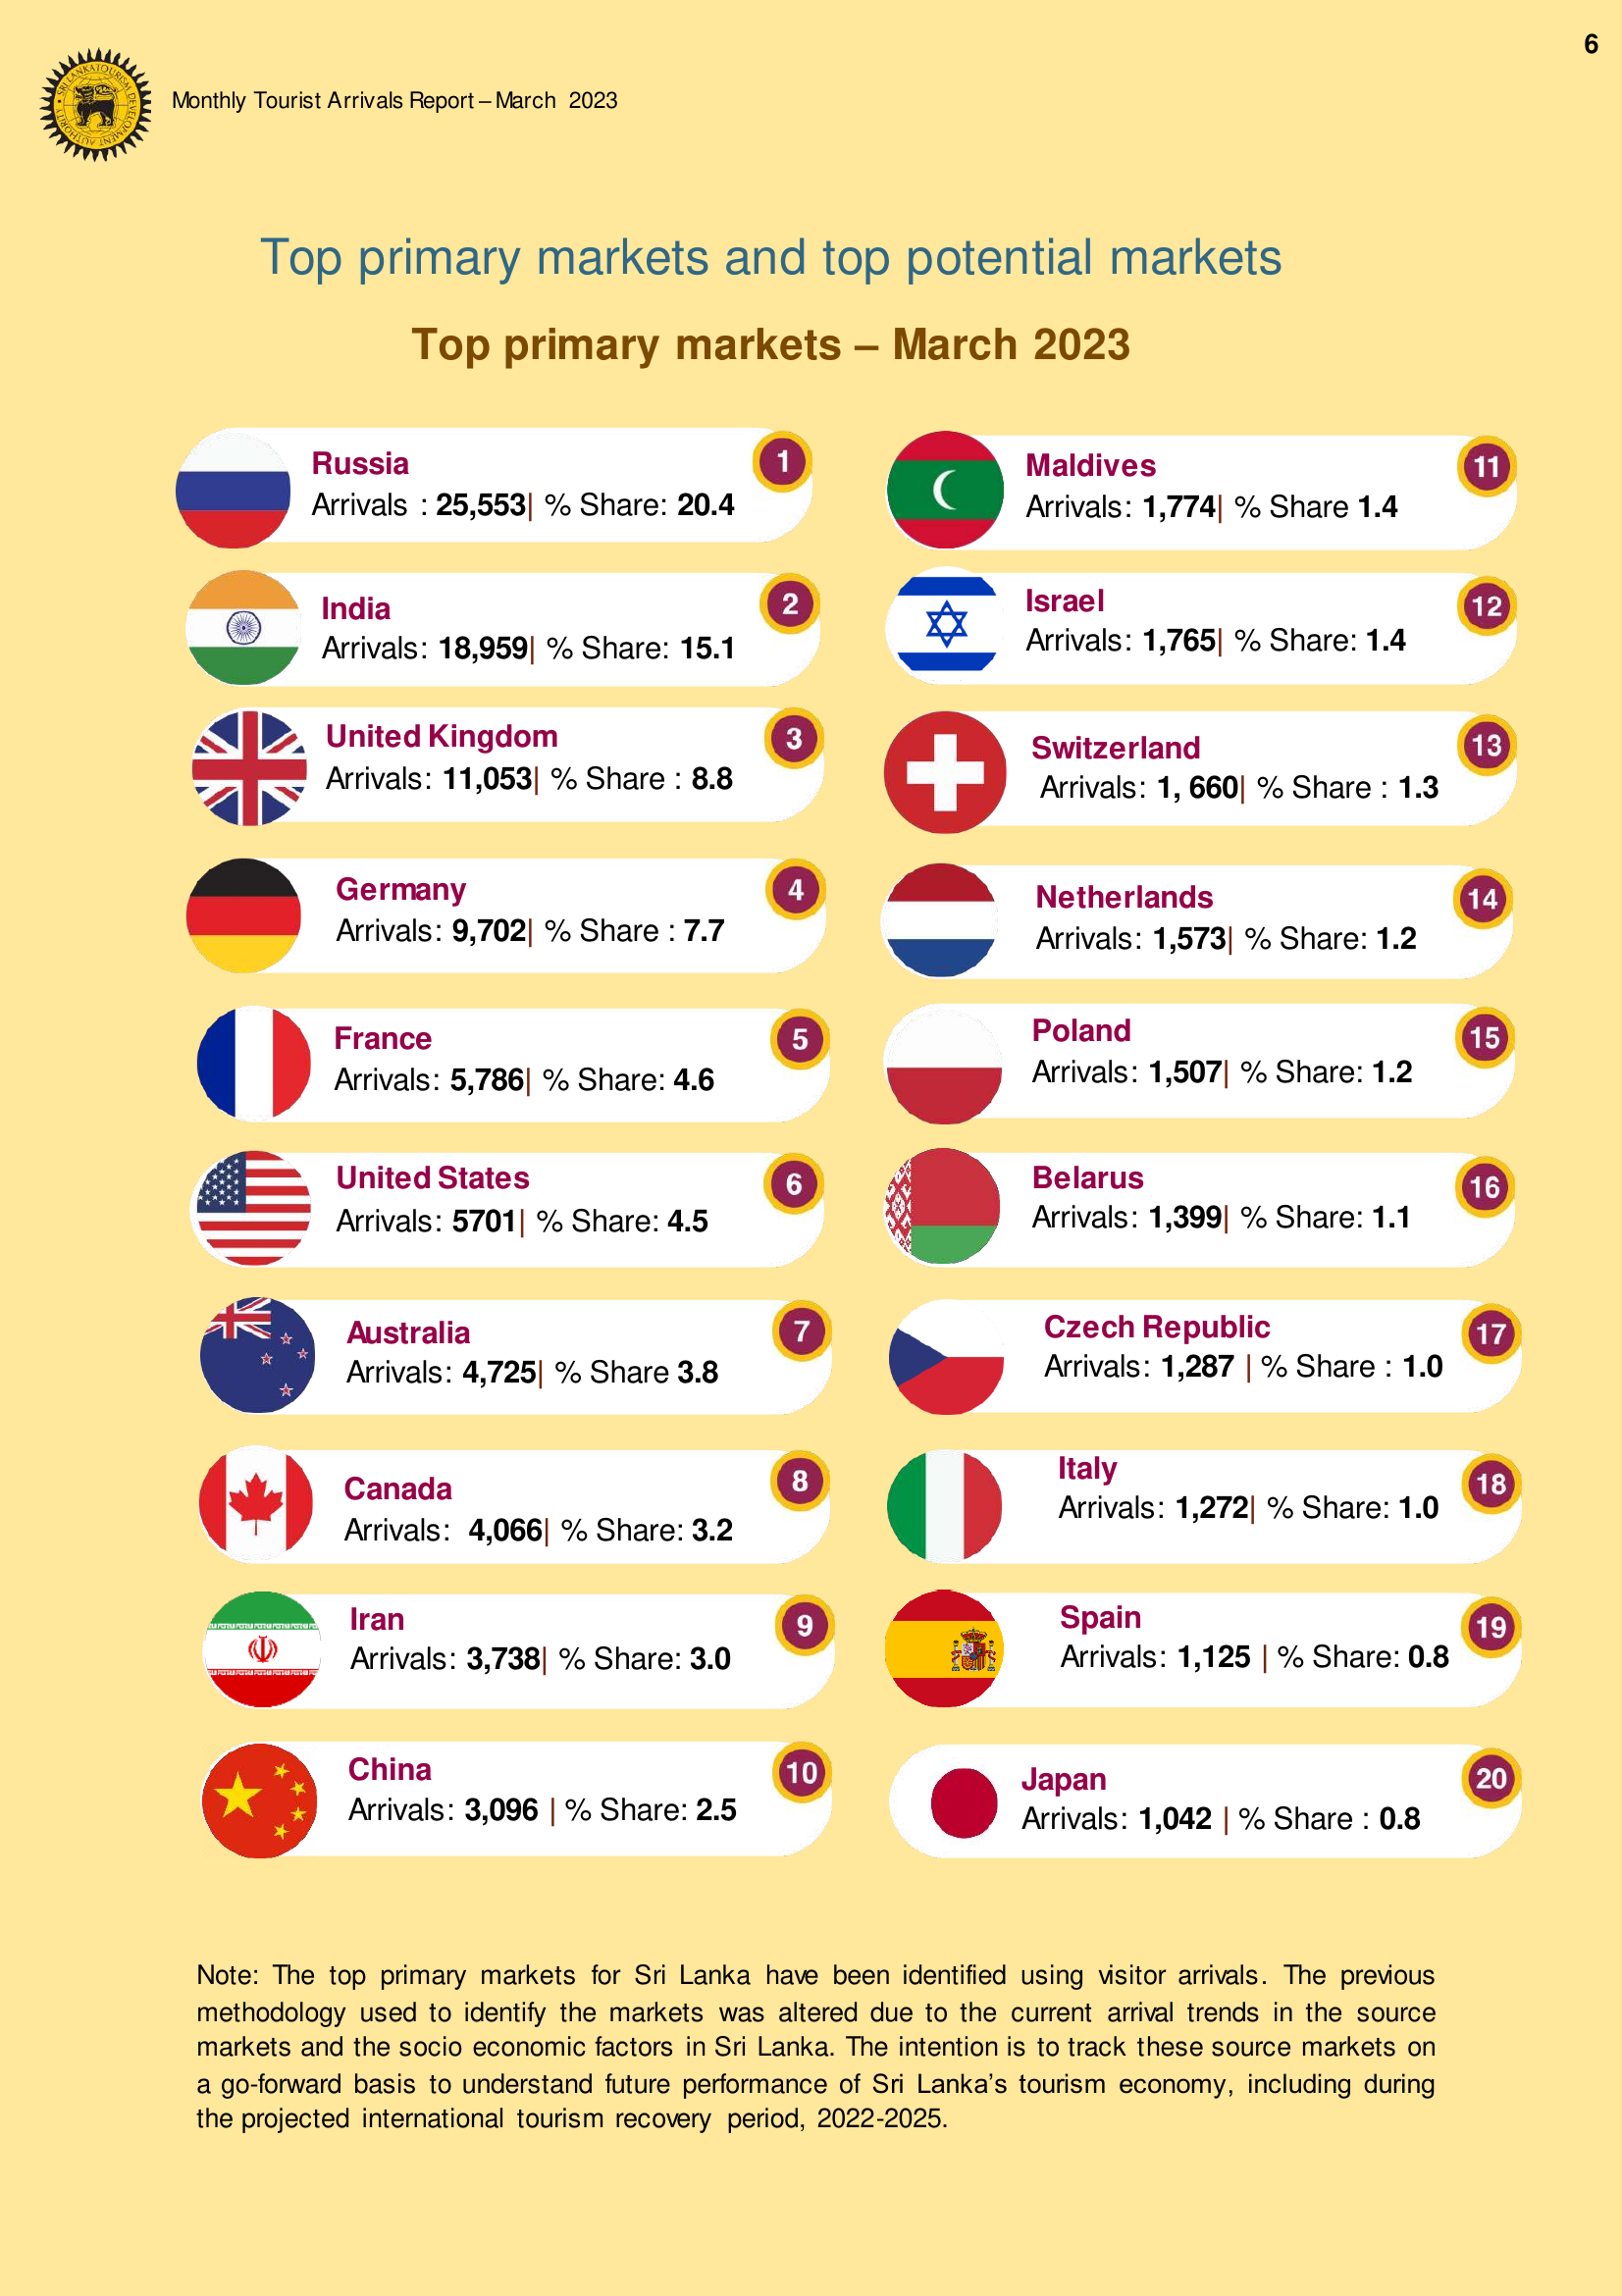 6
SRI LANKA TOURISM DEVELOPMENT AUTHORITY
Monthly Tourist Arrivals Report – March 2023
Top primary markets and top potential markets
Top primary markets – March 2023
Russia
1
Arrivals : 25,553| % Share: 20.4
India
2
Arrivals: 18,959| % Share: 15.1
United Kingdom
3
Arrivals: 11,053| % Share : 8.8
Germany
4
Arrivals: 9,702| % Share : 7.7
France
5
Arrivals: 5,786| % Share: 4.6
United States
6
Arrivals: 5701| % Share: 4.5
Australia
7
Arrivals: 4,725| % Share 3.8
Canada
8
Arrivals: 4,066| % Share: 3.2
Iran
9
Arrivals: 3,738| % Share: 3.0
China
10
Arrivals: 3,096 | % Share: 2.5
Maldives
11
Arrivals: 1,774| % Share 1.4
Israel
12
Arrivals: 1,765| % Share: 1.4
Switzerland
13
Arrivals: 1, 660| % Share : 1.3
Netherlands
14
Arrivals: 1,573| % Share: 1.2
Poland
15
Arrivals: 1,507| % Share: 1.2
Belarus
16
Arrivals: 1,399| % Share: 1.1
Czech Republic
17
Arrivals: 1,287 | % Share : 1.0
Italy
18
Arrivals: 1,272| % Share: 1.0
Spain
19
Arrivals: 1,125 | % Share: 0.8
Japan
20
Arrivals: 1,042 | % Share : 0.8
Note: The top primary markets for Sri Lanka have been identified using visitor arrivals. The previous
methodology used to identify the markets was altered due to the current arrival trends in the source
markets and the socio economic factors in Sri Lanka. The intention is to track these source markets on
a go-forward basis to understand future performance of Sri Lanka’s tourism economy, including during
the projected international tourism recovery period, 2022-2025.